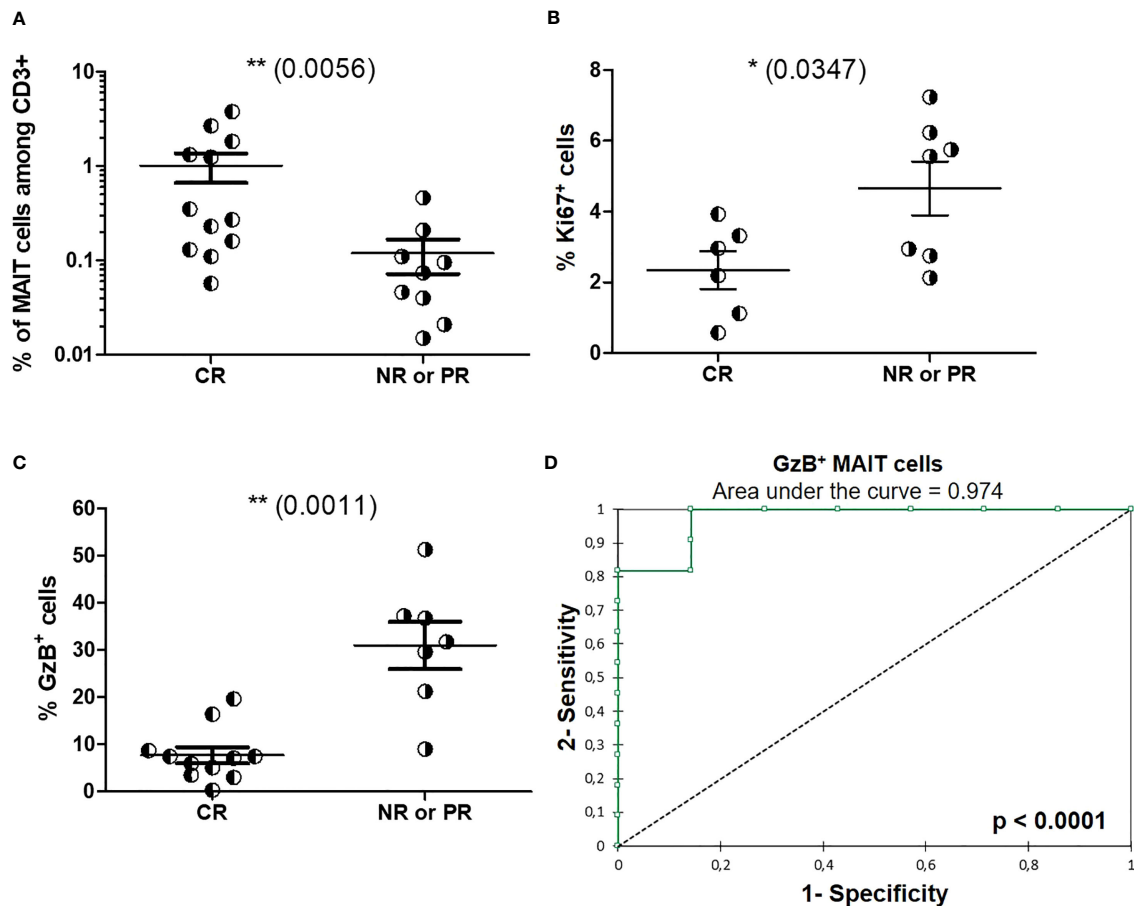 A
** (0.0056)
% of MAIT cells among CD3+
10
1
0.1
0.01
CR
NR or PR
B
* (0.0347)
% Ki67⁺ cells
8
6
4
2
0
CR
NR or PR
C
** (0.0011)
% GzB⁺ cells
60
50
40
30
20
10
0
CR
NR or PR
D
GzB⁺ MAIT cells
Area under the curve = 0.974
2- Sensitivity
1
0,9
0,8
0,7
0,6
0,5
0,4
0,3
0,2
0,1
0
p < 0.0001
0
0,2
0,4
0,6
0,8
1
1- Specificity